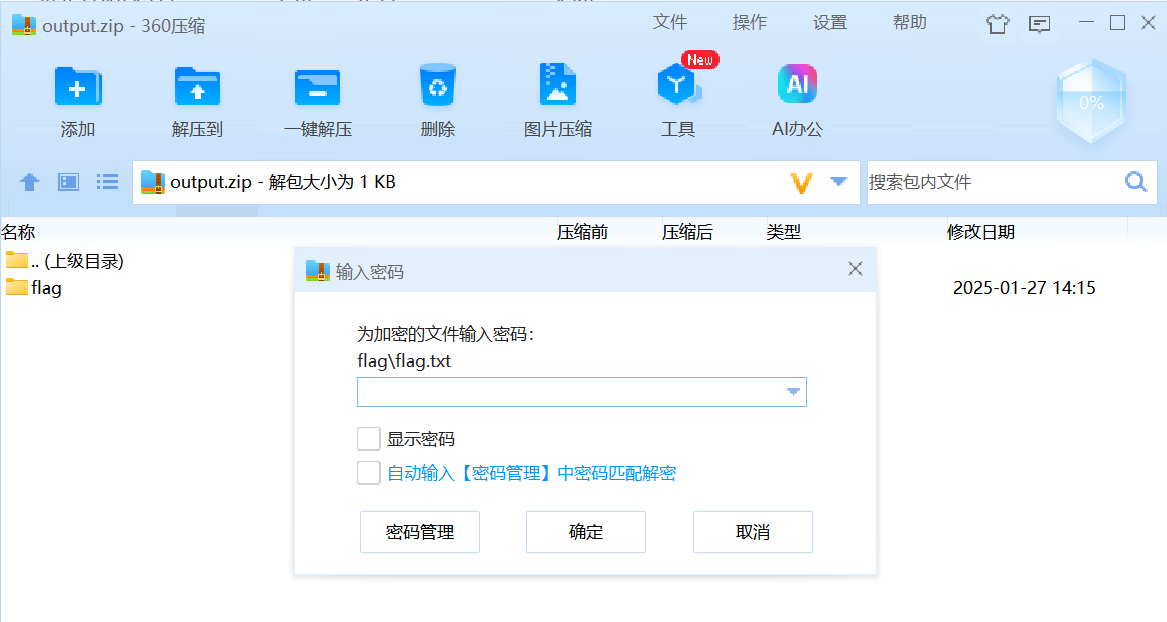 output.zip - 360压缩
文件 操作 设置 帮助
New
AI
添加 解压到 一键解压 删除 图片压缩 工具 AI办公
0%
output.zip - 解包大小为 1 KB
搜索包内文件
名称 压缩前 压缩后 类型 修改日期
.. (上级目录)
flag 2025-01-27 14:15
输入密码
为加密的文件输入密码：
flag\flag.txt
显示密码
自动输入【密码管理】中密码匹配解密
密码管理 确定 取消